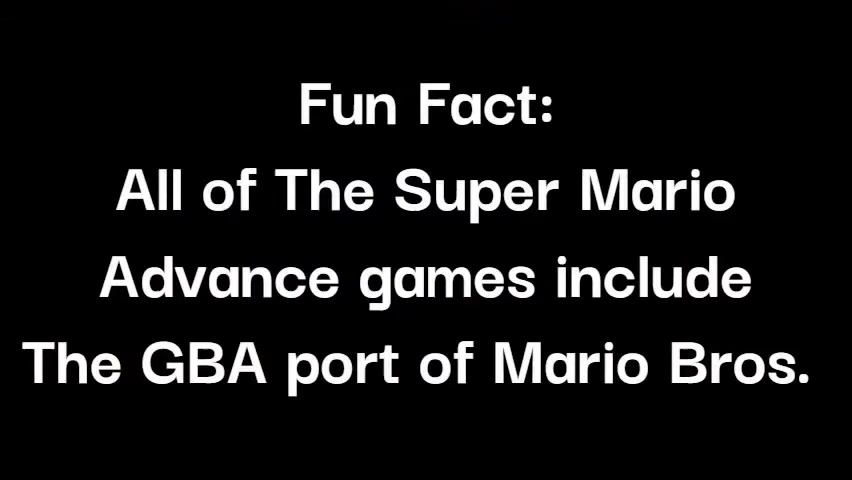 Fun Fact:
All of The Super Mario
Advance games include
The GBA port of Mario Bros.